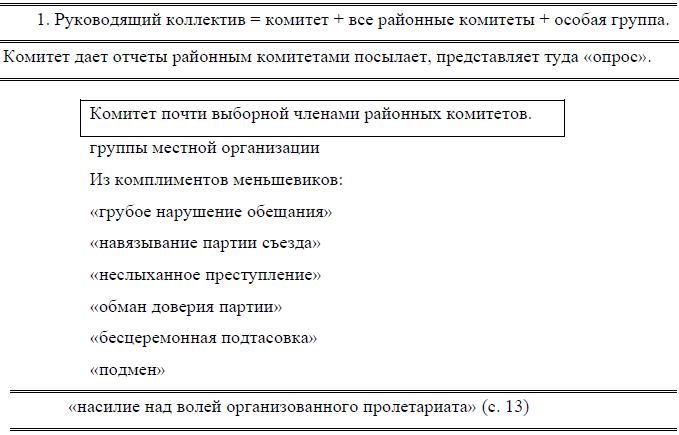 1. Руководящий коллектив = комитет + все районные комитеты + особая группа.
Комитет дает отчеты районным комитетами посылает, представляет туда «опрос».
Комитет почти выборной членами районных комитетов.
группы местной организации
Из комплиментов меньшевиков:
«грубое нарушение обещания»
«навязывание партии съезда»
«неслыханное преступление»
«обман доверия партии»
«бесцеремонная подтасовка»
«подмен»
«насилие над волей организованного пролетариата» (с. 13)